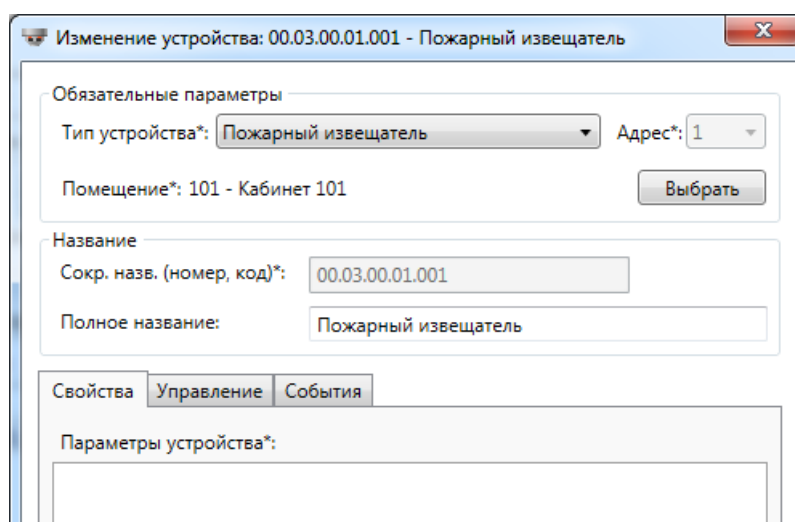 Изменение устройства: 00.03.00.01.001 - Пожарный извещатель
Обязательные параметры
Тип устройства*: Пожарный извещатель Адрес*: 1
Помещение*: 101 - Кабинет 101 Выбрать
Название
Сокр. назв. (номер, код)*: 00.03.00.01.001
Полное название: Пожарный извещатель
Свойства Управление События
Параметры устройства*: